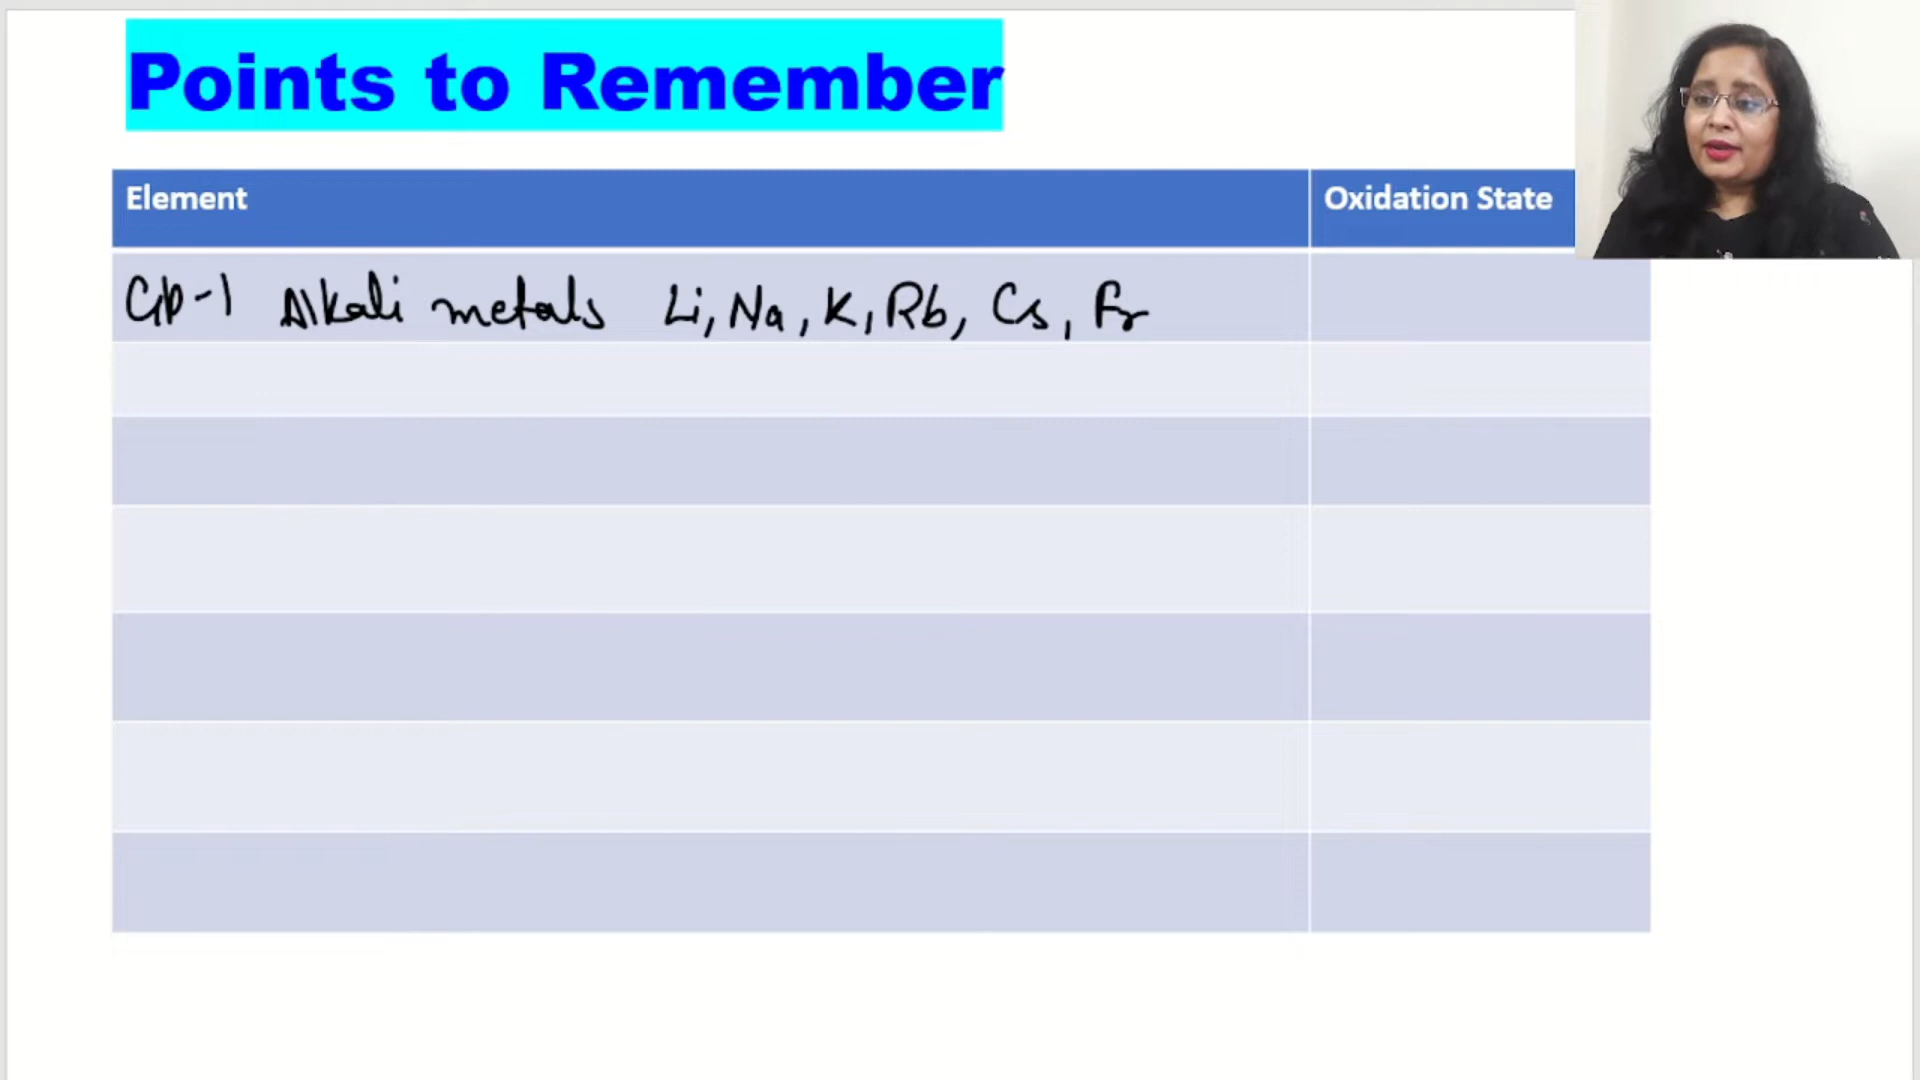 Points to Remember
Element Oxidation State
Gp-1 Alkali metals Li, Na, K, Rb, Cs, Fr